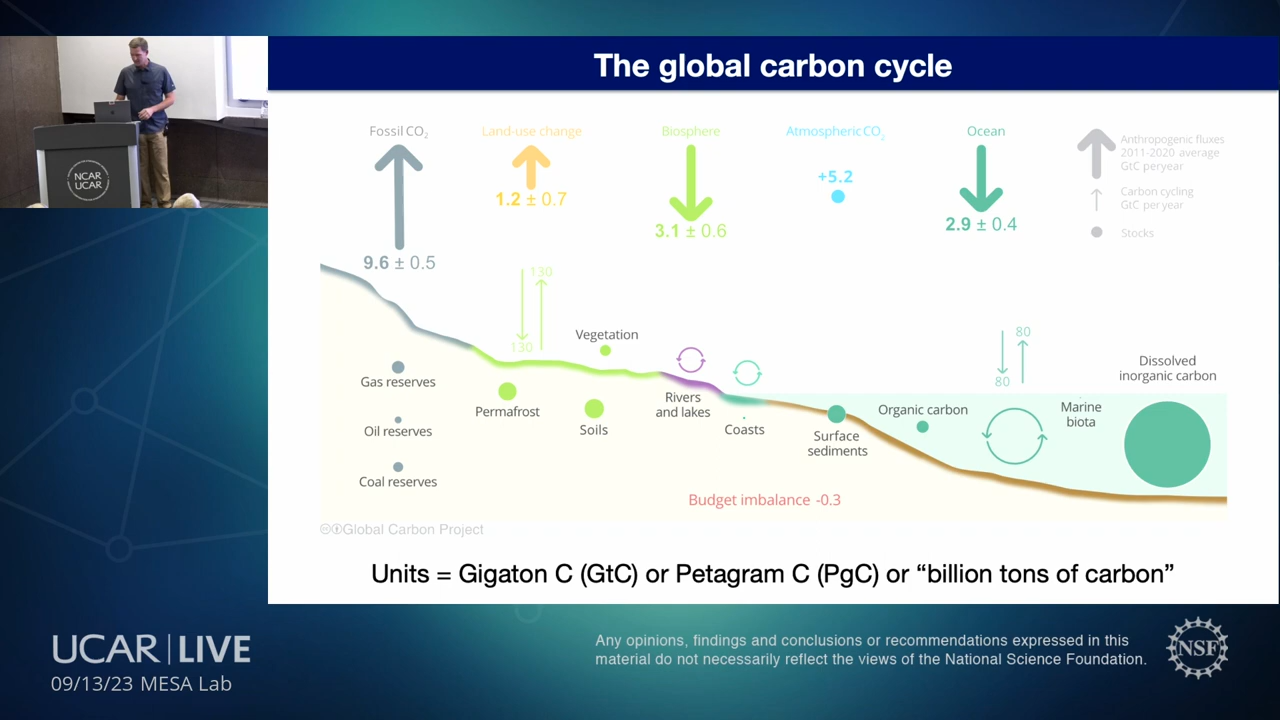 The global carbon cycle
Fossil CO₂
Land-use change
Biosphere
Atmospheric CO₂
Ocean
Anthropogenic fluxes
2011-2020 average
GtC per year
+5.2
1.2 ± 0.7
Carbon cycling
GtC per year
3.1 ± 0.6
2.9 ± 0.4
Stocks
9.6 ± 0.5
NCAR
UCAR
130
130
80
80
Vegetation
Dissolved
inorganic carbon
Gas reserves
Permafrost
Rivers
and lakes
Organic carbon
Marine
biota
Oil reserves
Soils
Coasts
Surface
sediments
Coal reserves
Budget imbalance -0.3
Global Carbon Project
Units = Gigaton C (GtC) or Petagram C (PgC) or “billion tons of carbon”
UCAR | LIVE
09/13/23 MESA Lab
Any opinions, findings and conclusions or recommendations expressed in this
material do not necessarily reflect the views of the National Science Foundation.
NSF